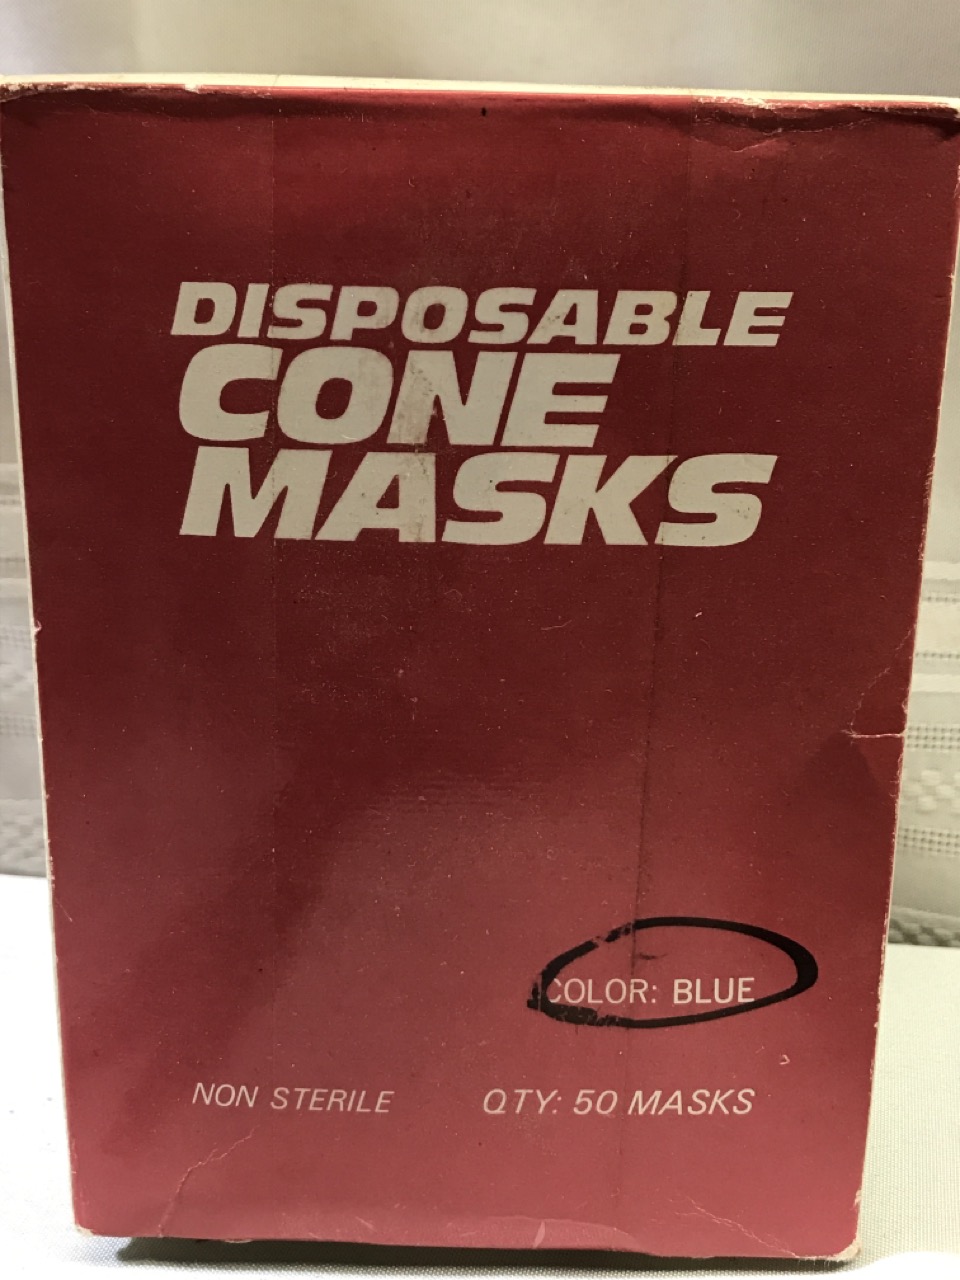 DISPOSABLE
CONE
MASKS
COLOR: BLUE
NON STERILE QTY: 50 MASKS